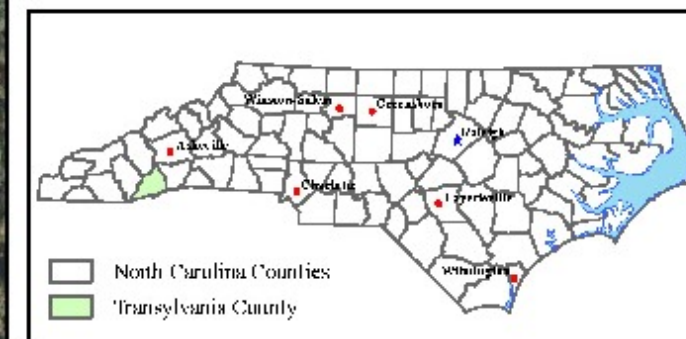 Winston-Salem
Greensboro
Raleigh
Asheville
Charlotte
Fayetteville
Wilmington
North Carolina Counties
Transylvania County